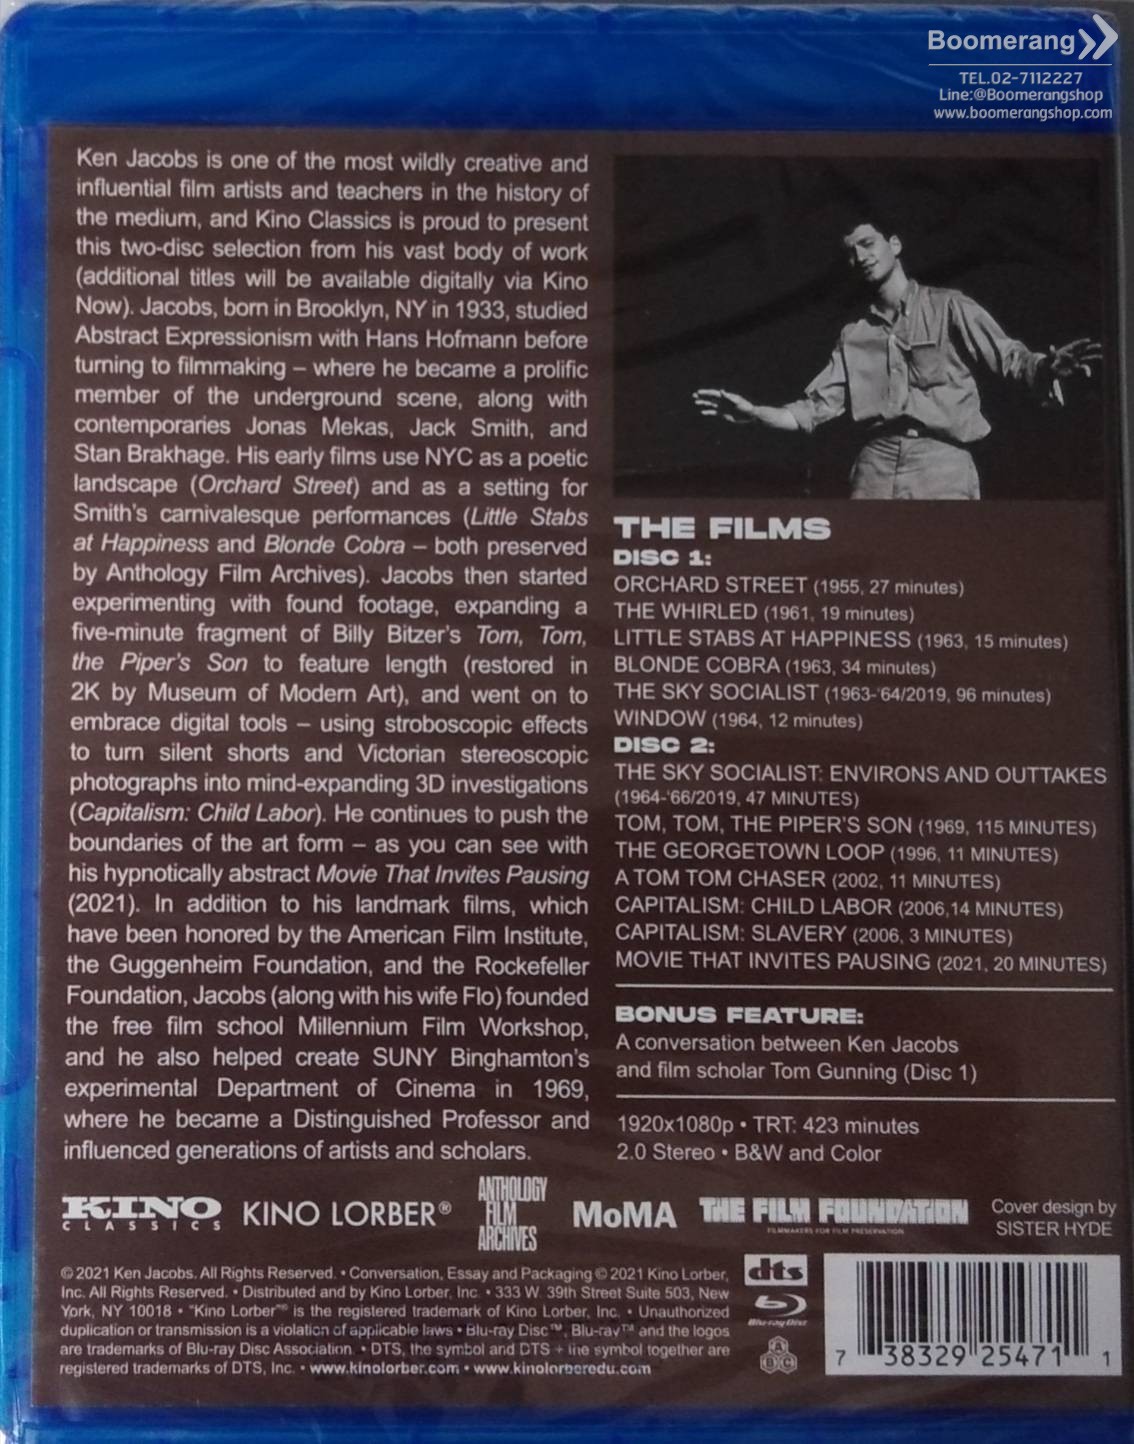 Boomerang
TEL.02-7112227
Line:@Boomerangshop
www.boomerangshop.com
Ken Jacobs is one of the most wildly creative and
influential film artists and teachers in the history of
the medium, and Kino Classics is proud to present
this two-disc selection from his vast body of work
(additional titles will be available digitally via Kino
Now). Jacobs, born in Brooklyn, NY in 1933, studied
Abstract Expressionism with Hans Hofmann before
turning to filmmaking – where he became a prolific
member of the underground scene, along with
contemporaries Jonas Mekas, Jack Smith, and
Stan Brakhage. His early films use NYC as a poetic
landscape (Orchard Street) and as a setting for
Smith's carnivalesque performances (Little Stabs
at Happiness and Blonde Cobra – both preserved
by Anthology Film Archives). Jacobs then started
experimenting with found footage, expanding a
five-minute fragment of Billy Bitzer's Tom, Tom,
the Piper's Son to feature length (restored in
2K by Museum of Modern Art), and went on to
embrace digital tools – using stroboscopic effects
to turn silent shorts and Victorian stereoscopic
photographs into mind-expanding 3D investigations
(Capitalism: Child Labor). He continues to push the
boundaries of the art form – as you can see with
his hypnotically abstract Movie That Invites Pausing
(2021). In addition to his landmark films, which
have been honored by the American Film Institute,
the Guggenheim Foundation, and the Rockefeller
Foundation, Jacobs (along with his wife Flo) founded
the free film school Millennium Film Workshop,
and he also helped create SUNY Binghamton's
experimental Department of Cinema in 1969,
where he became a Distinguished Professor and
influenced generations of artists and scholars.
THE FILMS
DISC 1:
ORCHARD STREET (1955, 27 minutes)
THE WHIRLED (1961, 19 minutes)
LITTLE STABS AT HAPPINESS (1963, 15 minutes)
BLONDE COBRA (1963, 34 minutes)
THE SKY SOCIALIST (1963-'64/2019, 96 minutes)
WINDOW (1964, 12 minutes)
DISC 2:
THE SKY SOCIALIST: ENVIRONS AND OUTTAKES
(1964-'66/2019, 47 MINUTES)
TOM, TOM, THE PIPER'S SON (1969, 115 MINUTES)
THE GEORGETOWN LOOP (1996, 11 MINUTES)
A TOM TOM CHASER (2002, 11 MINUTES)
CAPITALISM: CHILD LABOR (2006,14 MINUTES)
CAPITALISM: SLAVERY (2006, 3 MINUTES)
MOVIE THAT INVITES PAUSING (2021, 20 MINUTES)
BONUS FEATURE:
A conversation between Ken Jacobs
and film scholar Tom Gunning (Disc 1)
1920x1080p • TRT: 423 minutes
2.0 Stereo • B&W and Color
KINO
CLASSICS
KINO LORBER®
ANTHOLOGY
FILM
ARCHIVES
MoMA
THE FILM FOUNDATION
FILMMAKERS FOR FILM PRESERVATION
Cover design by
SISTER HYDE
© 2021 Ken Jacobs. All Rights Reserved. • Conversation, Essay and Packaging © 2021 Kino Lorber,
Inc. All Rights Reserved. • Distributed and by Kino Lorber, Inc. • 333 W. 39th Street Suite 503, New
York, NY 10018 • "Kino Lorber"® is the registered trademark of Kino Lorber, Inc. • Unauthorized
duplication or transmission is a violation of applicable laws • Blu-ray Disc™, Blu-ray™ and the logos
are trademarks of Blu-ray Disc Association. • DTS, the symbol and DTS + the symbol together are
registered trademarks of DTS, Inc. • www.kinolorber.com • www.kinolorberedu.com
dts
Blu-ray Disc
A
B C
7 38329 25471 1